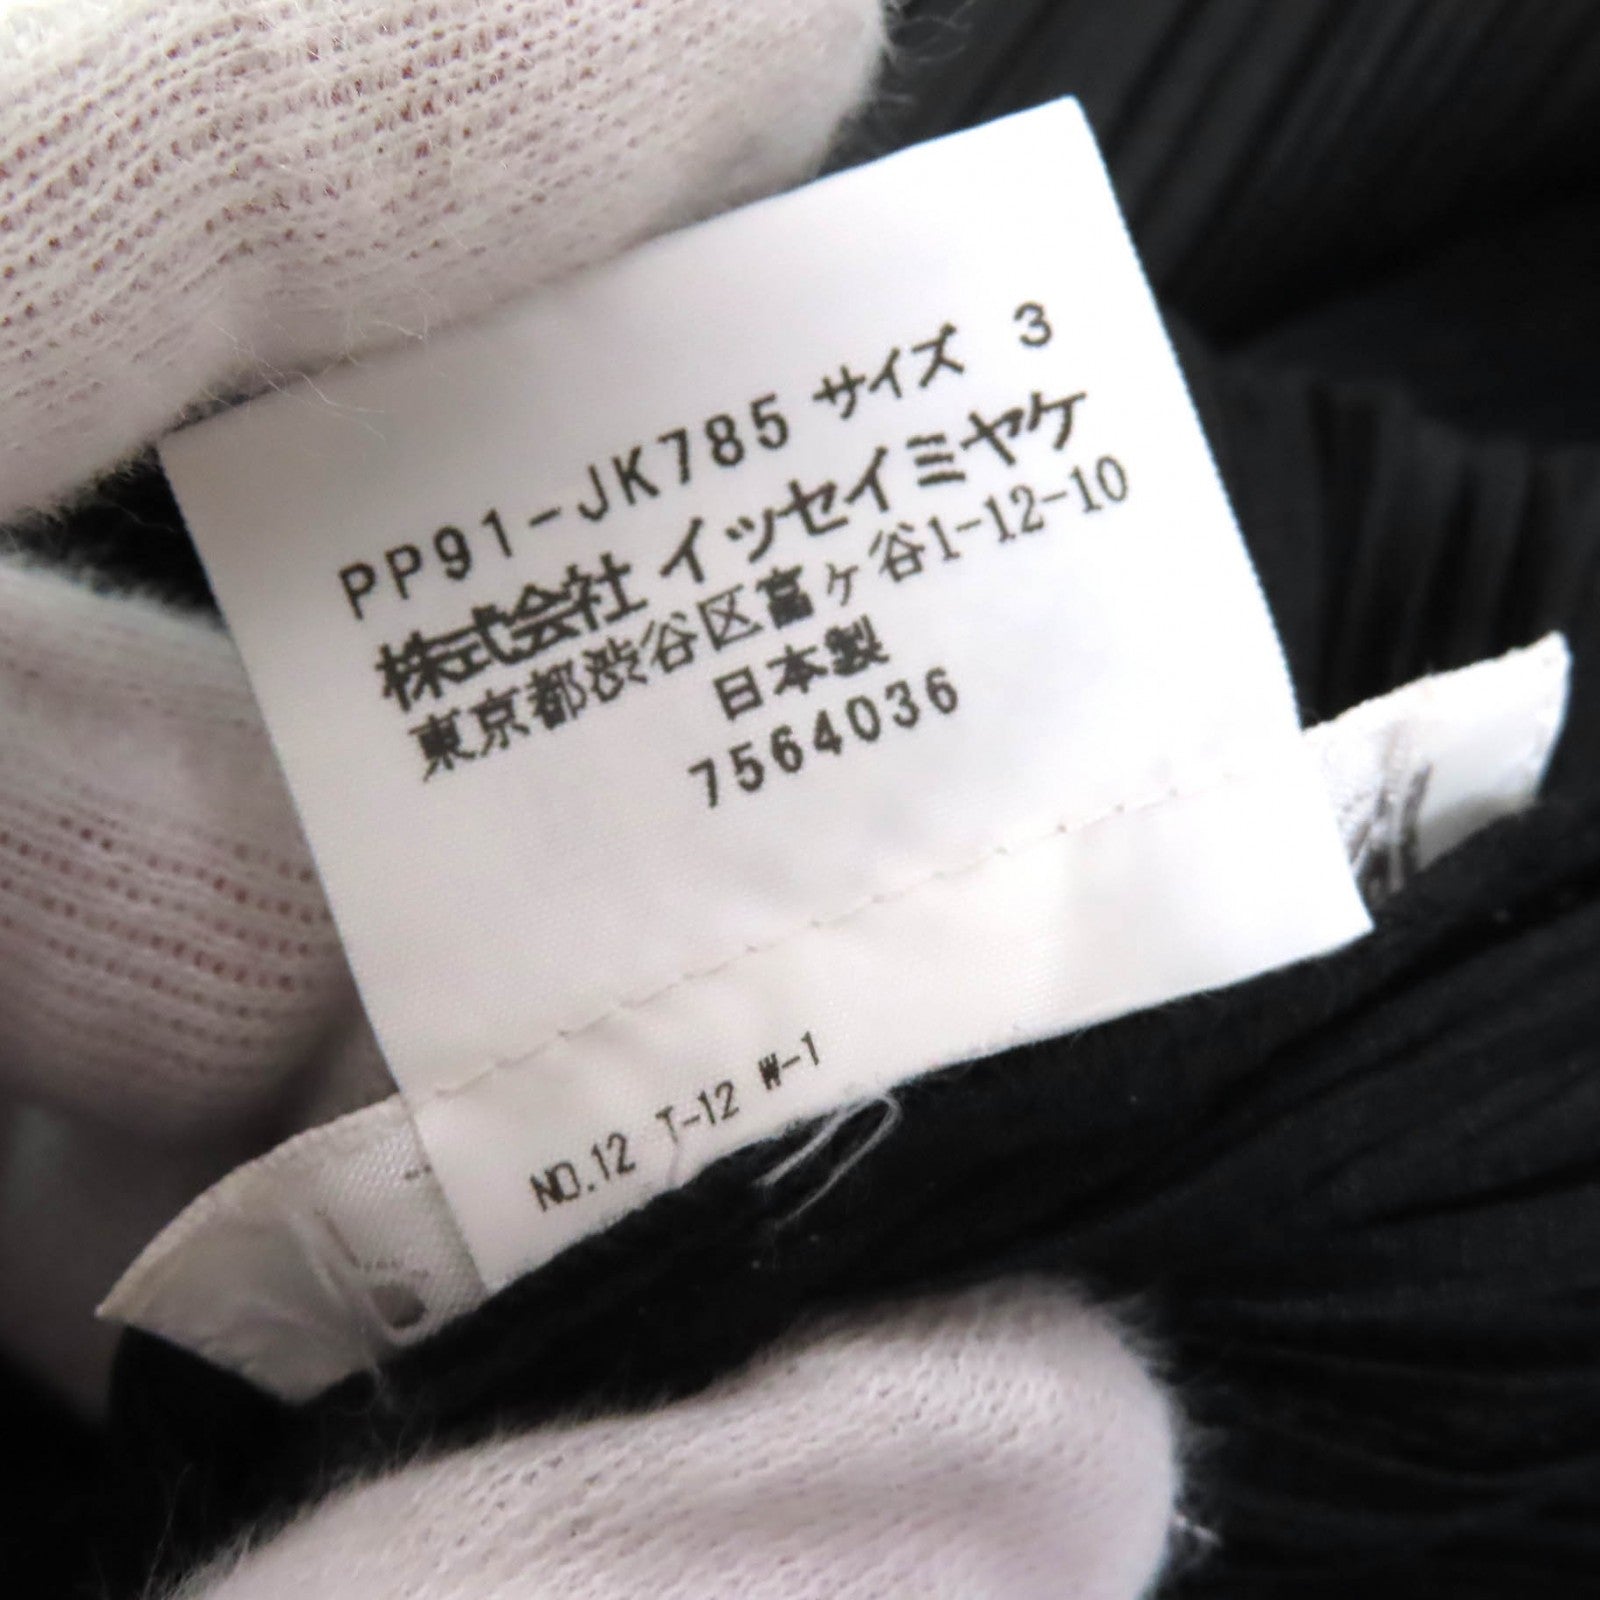 PP91-JK785 サイズ 3
株式会社 イッセイミヤケ
東京都渋谷区富ヶ谷1-12-10
日本製
7564036
NO.12 T-12 W-1